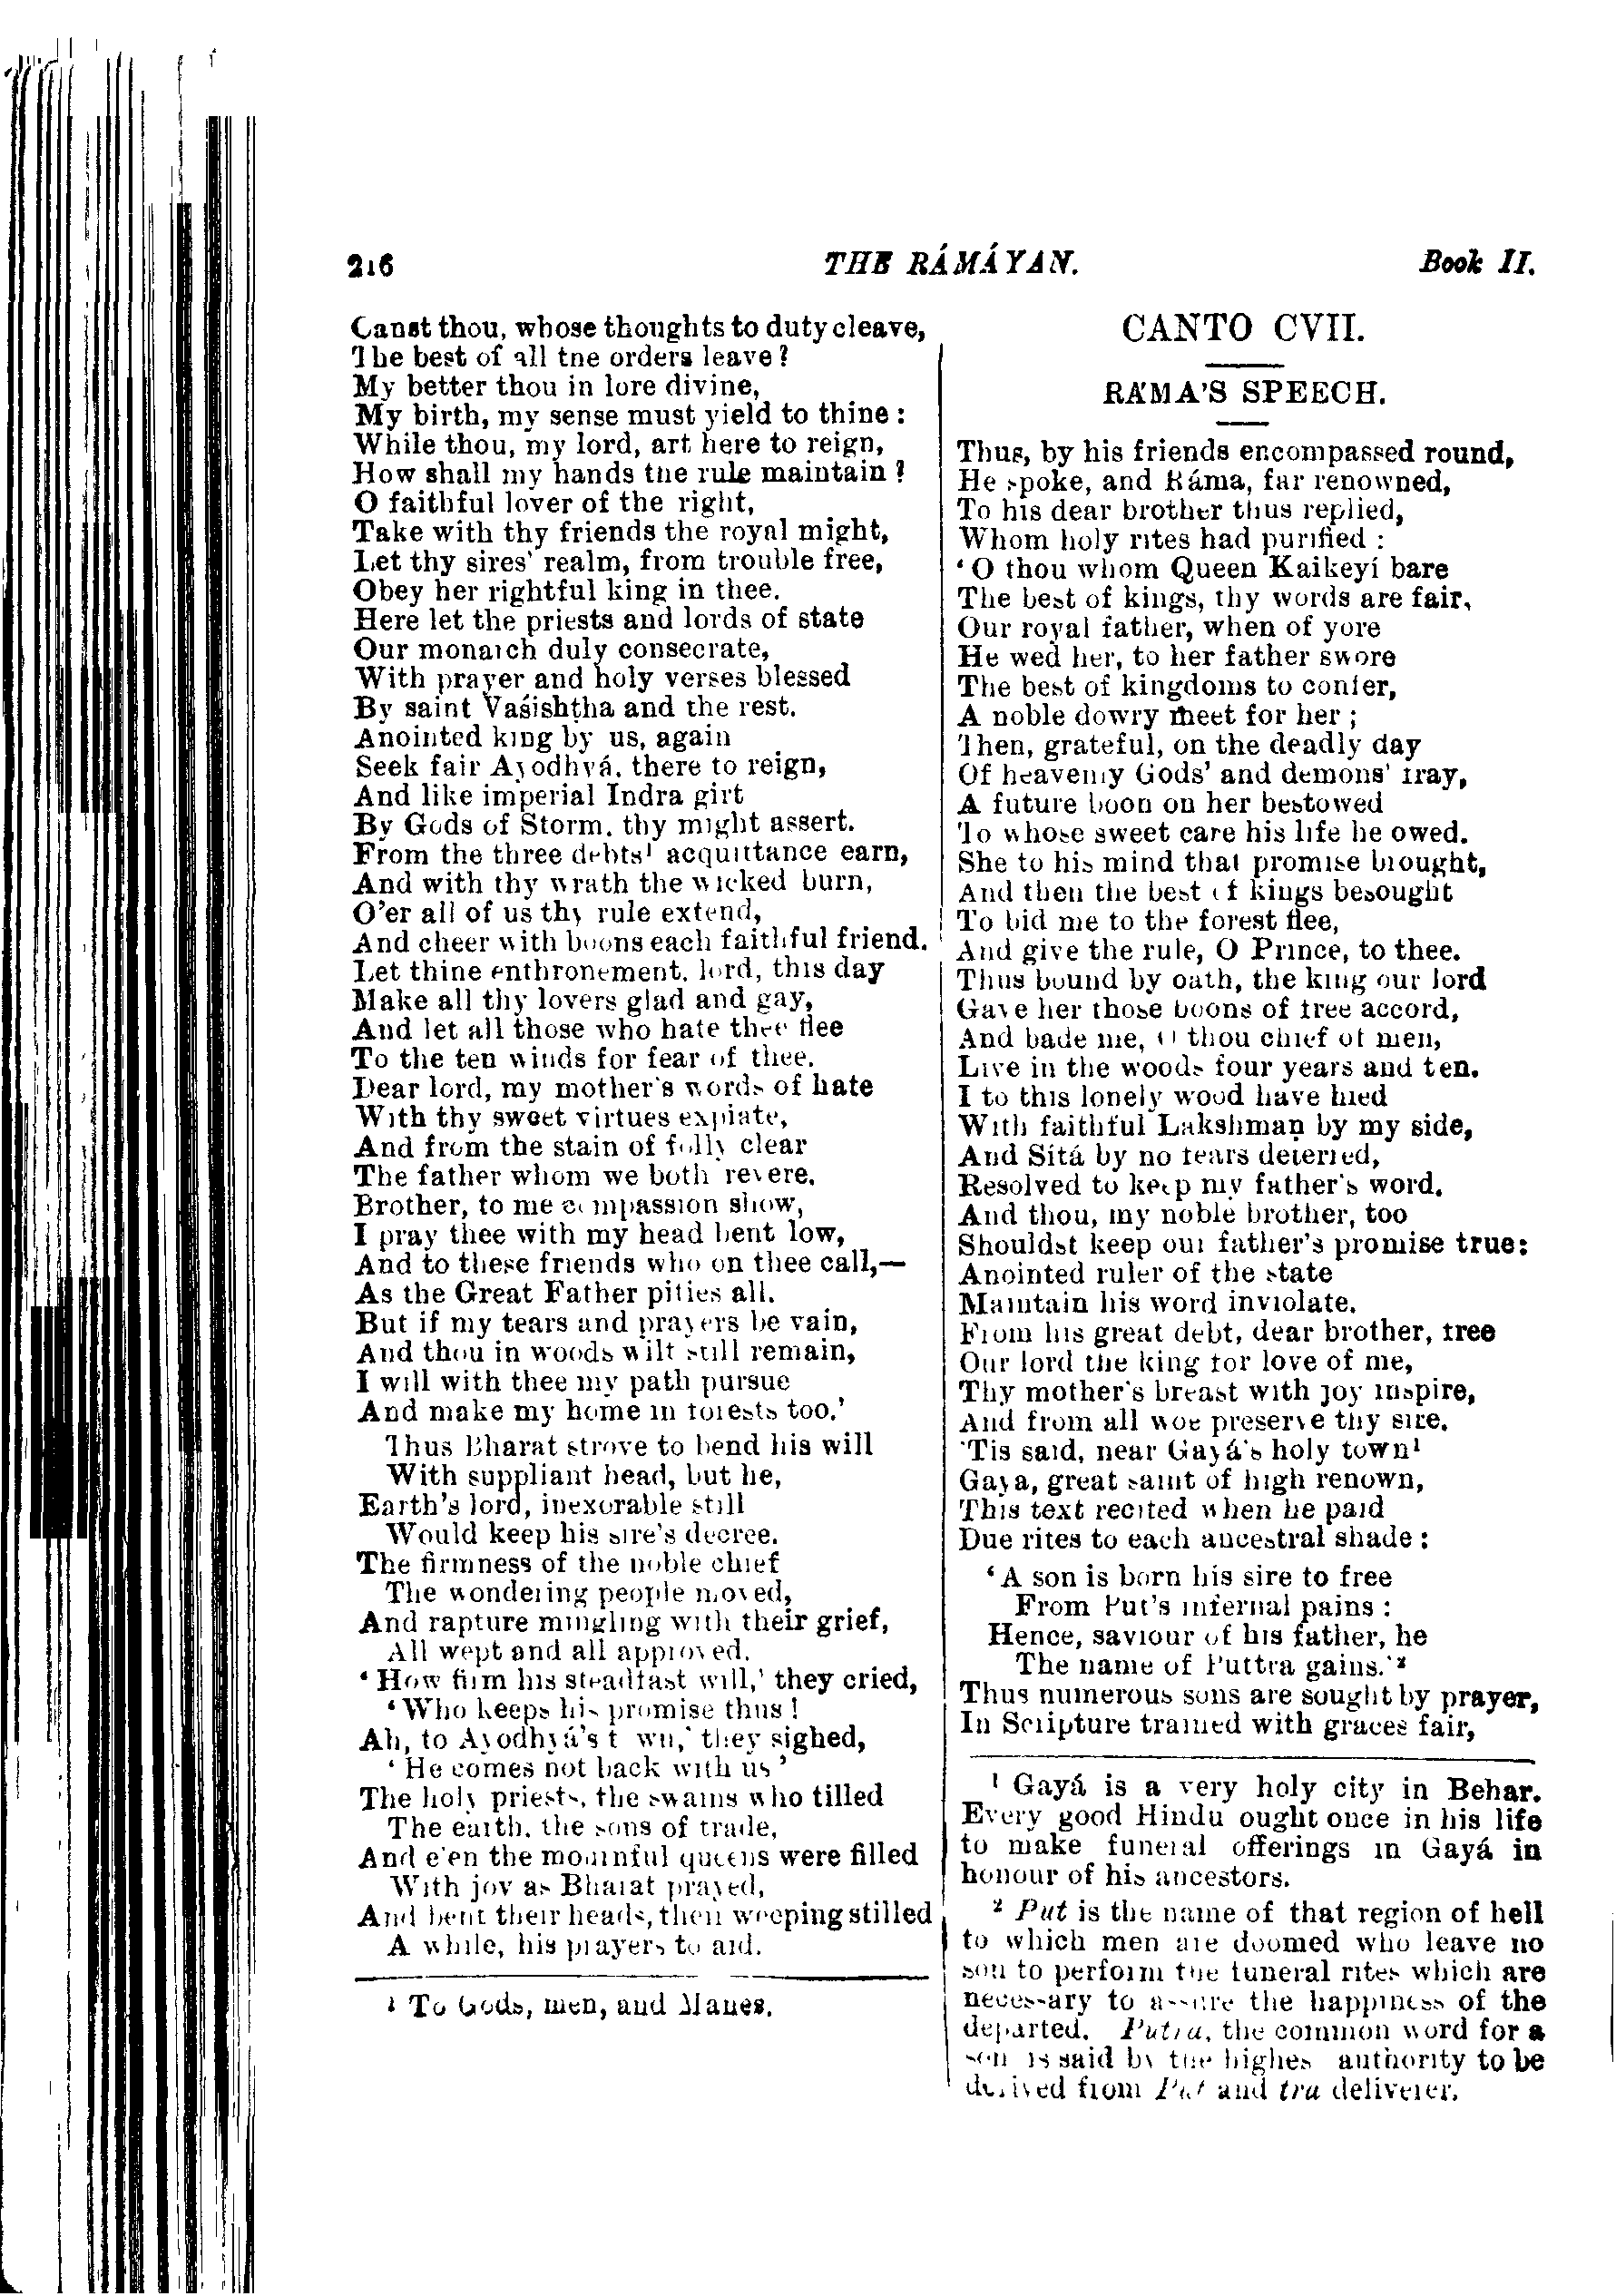 216 THE RÁMÁYAN. Book II.
Canst thou, whose thoughts to duty cleave,
The best of all the orders leave?
My better thou in lore divine,
My birth, my sense must yield to thine:
While thou, my lord, art here to reign,
How shall my hands the rule maintain?
O faithful lover of the right,
Take with thy friends the royal might,
Let thy sires' realm, from trouble free,
Obey her rightful king in thee.
Here let the priests and lords of state
Our monarch duly consecrate,
With prayer and holy verses blessed
By saint Vaśishṭha and the rest.
Anointed king by us, again
Seek fair Ayodhyá, there to reign,
And like imperial Indra girt
By Gods of Storm, thy might assert.
From the three debts¹ acquittance earn,
And with thy wrath the wicked burn,
O'er all of us thy rule extend,
And cheer with boons each faithful friend.
Let thine enthronement, lord, this day
Make all thy lovers glad and gay,
And let all those who hate thee flee
To the ten winds for fear of thee.
Dear lord, my mother's words of hate
With thy sweet virtues expiate,
And from the stain of folly clear
The father whom we both revere.
Brother, to me compassion show,
I pray thee with my head bent low,
And to these friends who on thee call,—
As the Great Father pities all.
But if my tears and prayers be vain,
And thou in woods wilt still remain,
I will with thee my path pursue
And make my home in forests too.'
Thus Bharat strove to bend his will
With suppliant head, but he,
Earth's lord, inexorable still
Would keep his sire's decree.
The firmness of the noble chief
The wondering people moved,
And rapture mingling with their grief,
All wept and all approved.
'How firm his steadfast will,' they cried,
'Who keeps his promise thus!
Ah, to Ayodhyá's town,' they sighed,
'He comes not back with us'
The holy priests, the swains who tilled
The earth, the sons of trade,
And e'en the mournful queens were filled
With joy as Bharat prayed,
And bent their heads, then weeping stilled
A while, his prayers to aid.
¹ To Gods, men, and Manes.
CANTO CVII.
RÁMA'S SPEECH.
Thus, by his friends encompassed round,
He spoke, and Ráma, far renowned,
To his dear brother thus replied,
Whom holy rites had purified:
'O thou whom Queen Kaikeyí bare
The best of kings, thy words are fair,
Our royal father, when of yore
He wed her, to her father swore
The best of kingdoms to confer,
A noble dowry meet for her;
Then, grateful, on the deadly day
Of heavenly Gods' and demons' fray,
A future boon on her bestowed
To whose sweet care his life he owed.
She to his mind that promise brought,
And then the best of kings besought
To bid me to the forest flee,
And give the rule, O Prince, to thee.
Thus bound by oath, the king our lord
Gave her those boons of free accord,
And bade me, O thou chief of men,
Live in the woods four years and ten.
I to this lonely wood have hied
With faithful Lakshmaṇ by my side,
And Sítá by no tears deterred,
Resolved to keep my father's word.
And thou, my noble brother, too
Shouldst keep our father's promise true:
Anointed ruler of the state
Maintain his word inviolate.
From his great debt, dear brother, free
Our lord the king for love of me,
Thy mother's breast with joy inspire,
And from all woe preserve thy sire.
'Tis said, near Gayá's holy town¹
Gaya, great saint of high renown,
This text recited when he paid
Due rites to each ancestral shade:
'A son is born his sire to free
From Put's infernal pains:
Hence, saviour of his father, he
The name of Puttra gains.'²
Thus numerous sons are sought by prayer,
In Scripture trained with graces fair,
¹ Gayá is a very holy city in Behar.
Every good Hindu ought once in his life
to make funeral offerings in Gayá in
honour of his ancestors.
² Put is the name of that region of hell
to which men are doomed who leave no
son to perform the funeral rites which are
necessary to assure the happiness of the
departed. Putra, the common word for a
son is said by the highest authority to be
derived from Put and tra deliverer.